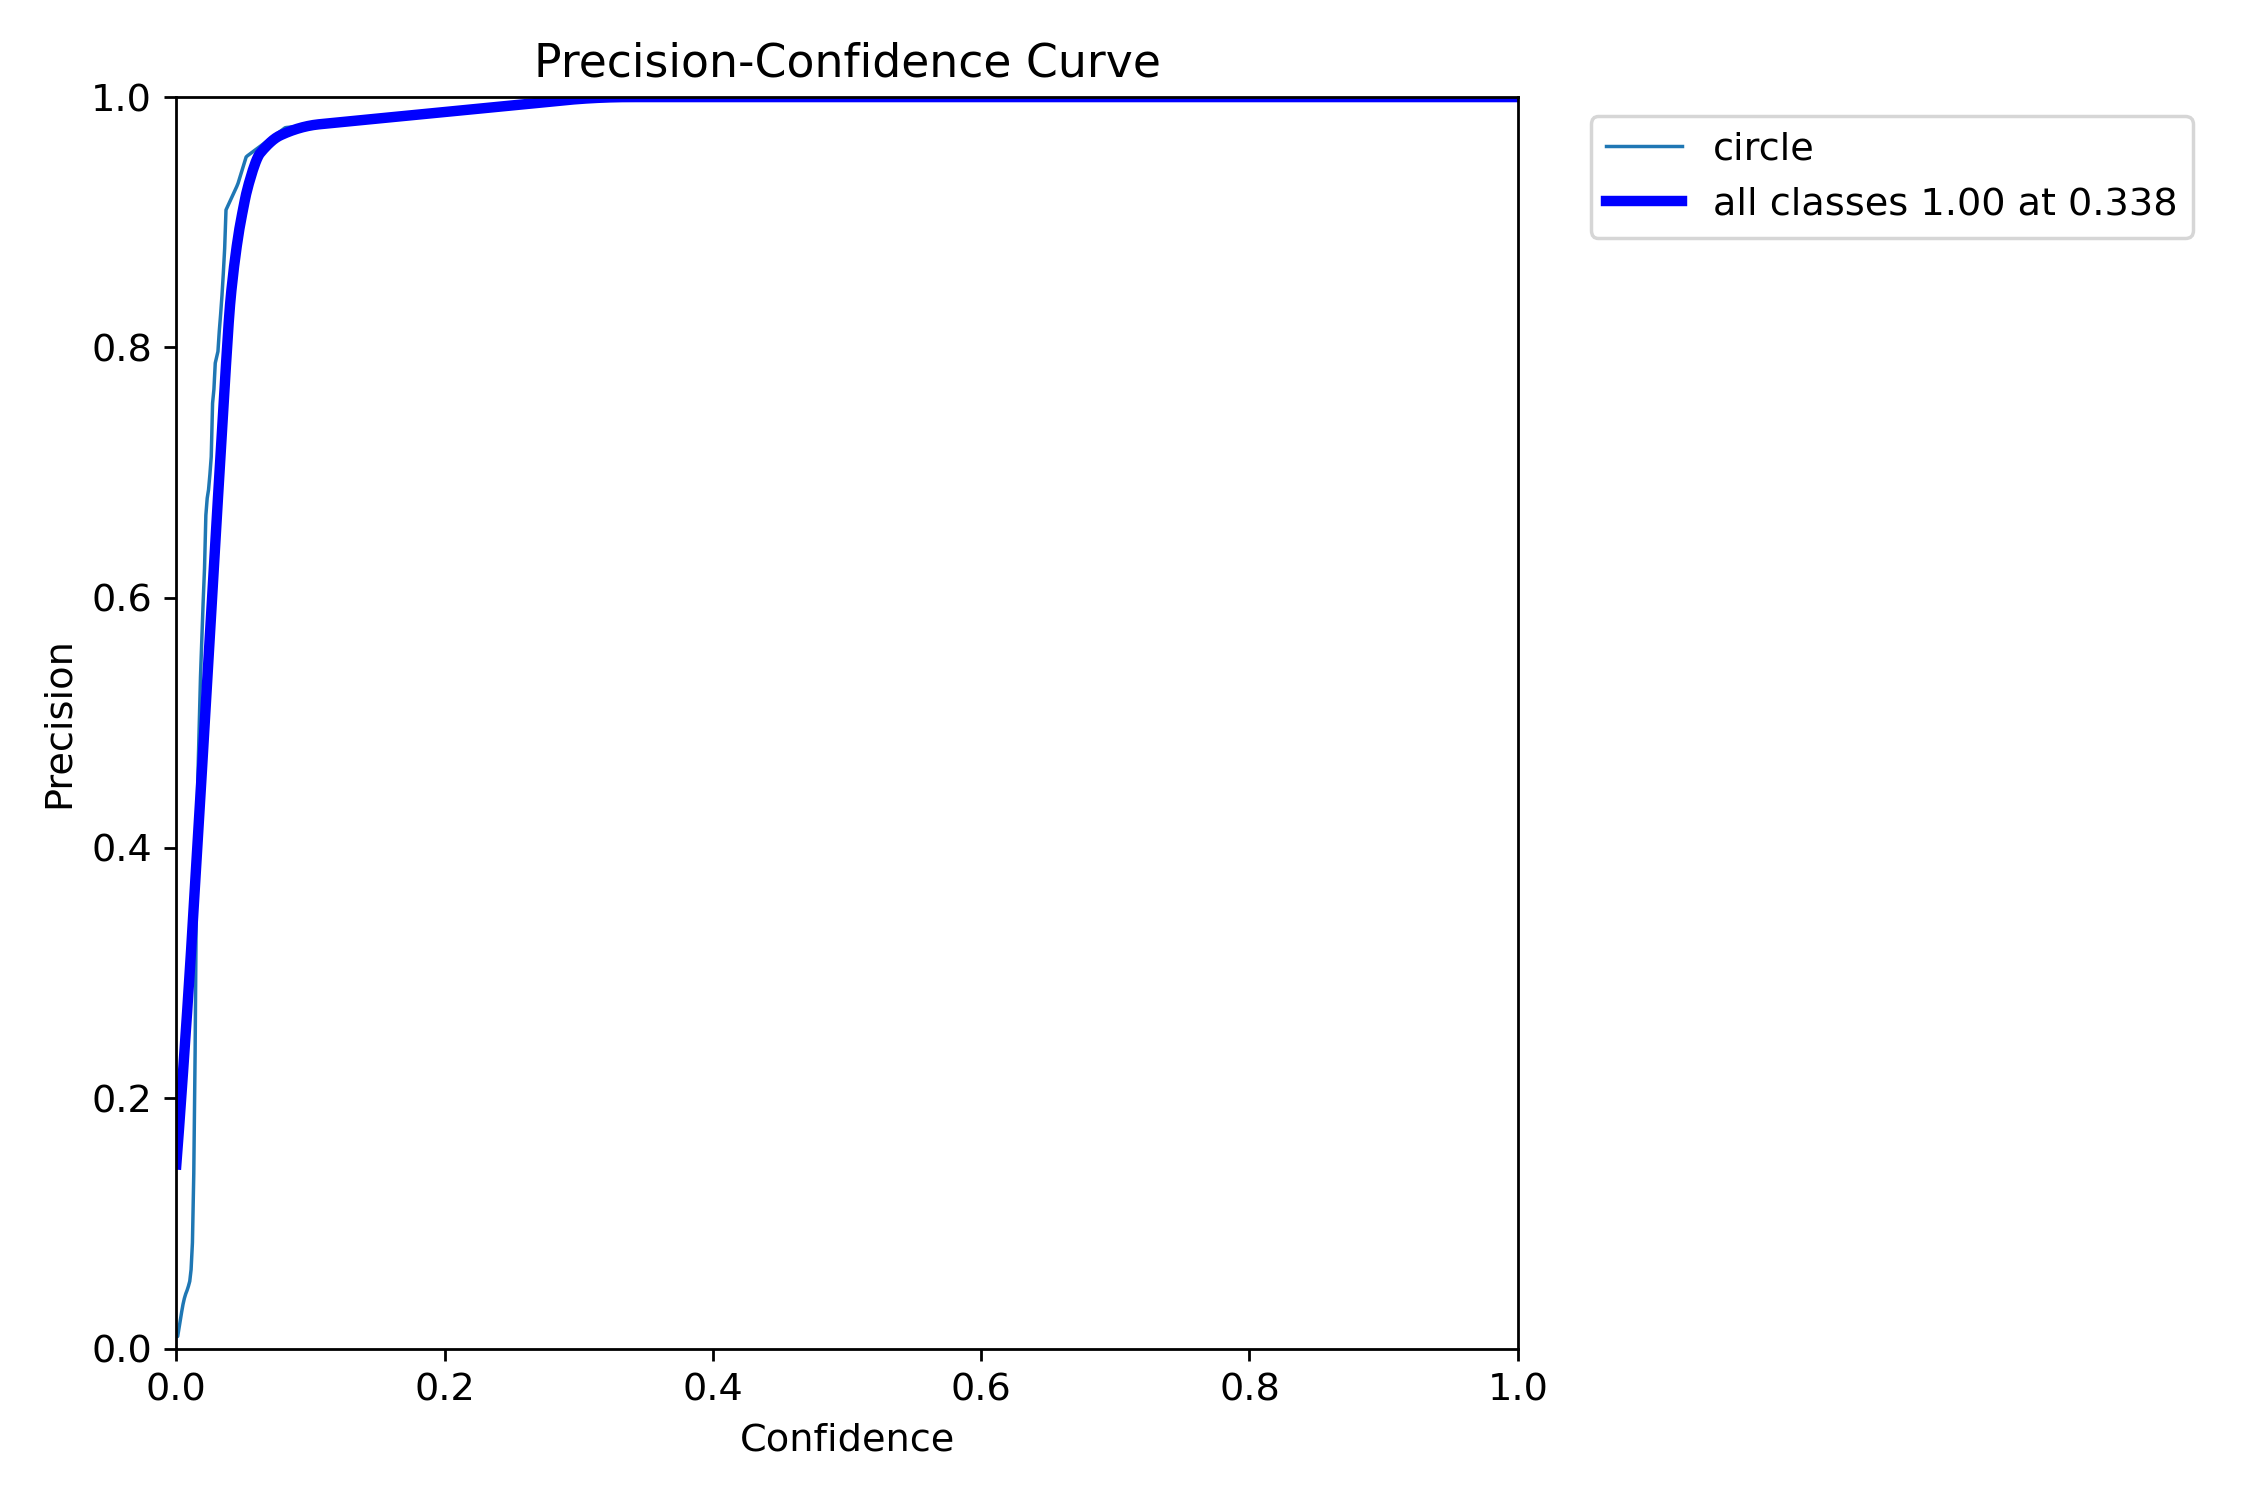 Precision-Confidence Curve
1.0
0.8
0.6
0.4
0.2
0.0
Precision
0.0 0.2 0.4 0.6 0.8 1.0
Confidence
circle
all classes 1.00 at 0.338